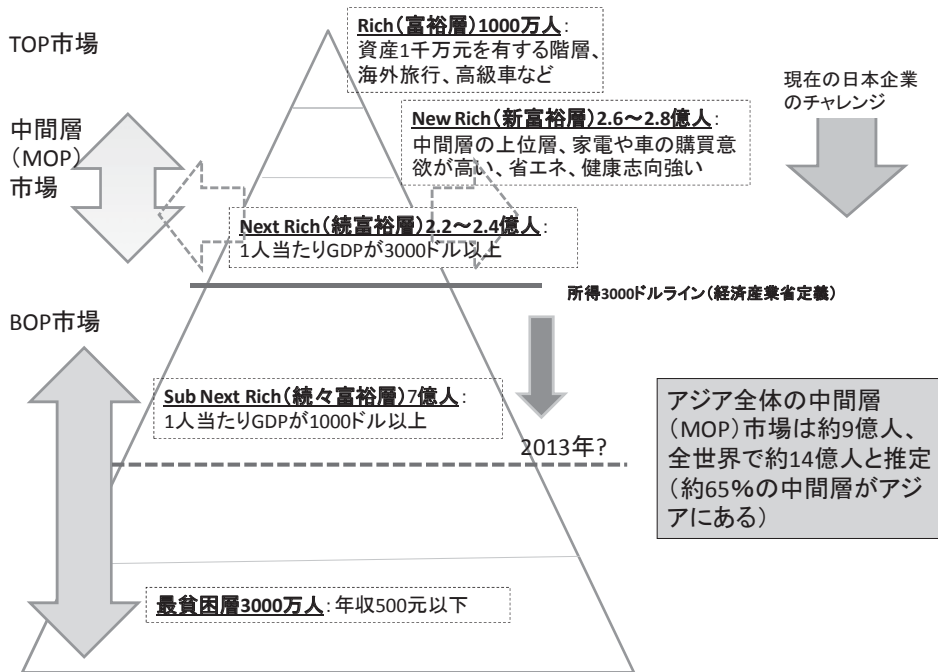 TOP市場
Rich（富裕層）1000万人：
資産1千万元を有する階層、
海外旅行、高級車など
現在の日本企業
のチャレンジ
中間層
（MOP）
市場
New Rich（新富裕層）2.6～2.8億人：
中間層の上位層、家電や車の購買意
欲が高い、省エネ、健康志向強い
Next Rich（続富裕層）2.2～2.4億人：
1人当たりGDPが3000ドル以上
所得3000ドルライン（経済産業省定義）
BOP市場
Sub Next Rich（続々富裕層）7億人：
1人当たりGDPが1000ドル以上
2013年?
アジア全体の中間層
（MOP）市場は約9億人、
全世界で約14億人と推定
（約65%の中間層がアジ
アにある）
最貧困層3000万人：年収500元以下